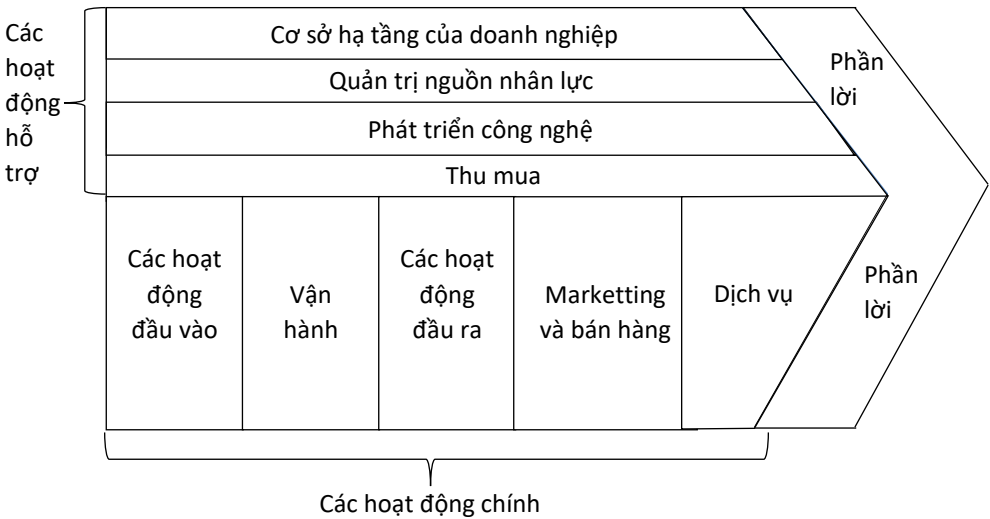 Các
hoạt
động
hỗ
trợ
Cơ sở hạ tầng của doanh nghiệp
Quản trị nguồn nhân lực
Phát triển công nghệ
Thu mua
Phần
lời
Các hoạt
động
đầu vào
Vận
hành
Các hoạt
động
đầu ra
Marketting
và bán hàng
Dịch vụ
Phần
lời
Các hoạt động chính